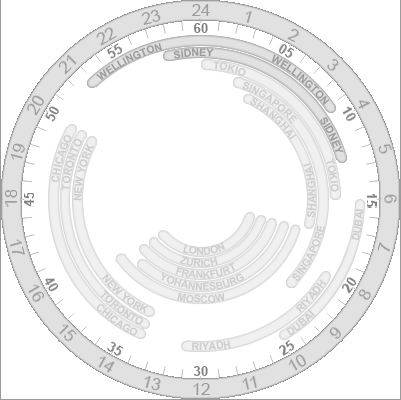 24
1
2
3
4
5
6
7
8
9
10
11
12
13
14
15
16
17
18
19
20
21
22
23
60
05
10
15
20
25
30
35
40
45
50
55
WELLINGTON
WELLINGTON
SIDNEY
SIDNEY
TOKIO
TOKIO
SINGAPORE
SINGAPORE
SHANGHAI
SHANGHAI
DUBAI
DUBAI
RIYADH
RIYADH
MOSCOW
YOHANNESBURG
FRANKFURT
ZURICH
LONDON
NEW YORK
NEW YORK
TORONTO
TORONTO
CHICAGO
CHICAGO